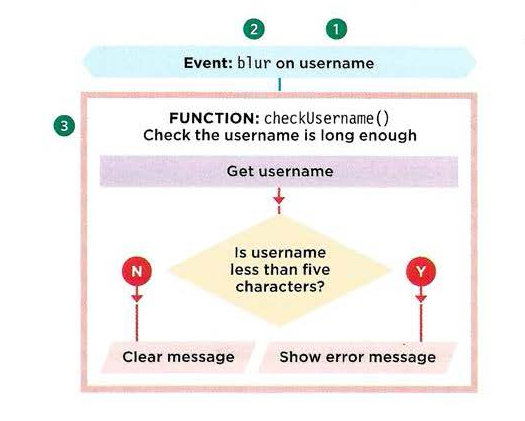 2 1
Event: blur on username
3
FUNCTION: checkUsername()
Check the username is long enough
Get username
Is username
less than five
characters?
N
Y
Clear message
Show error message